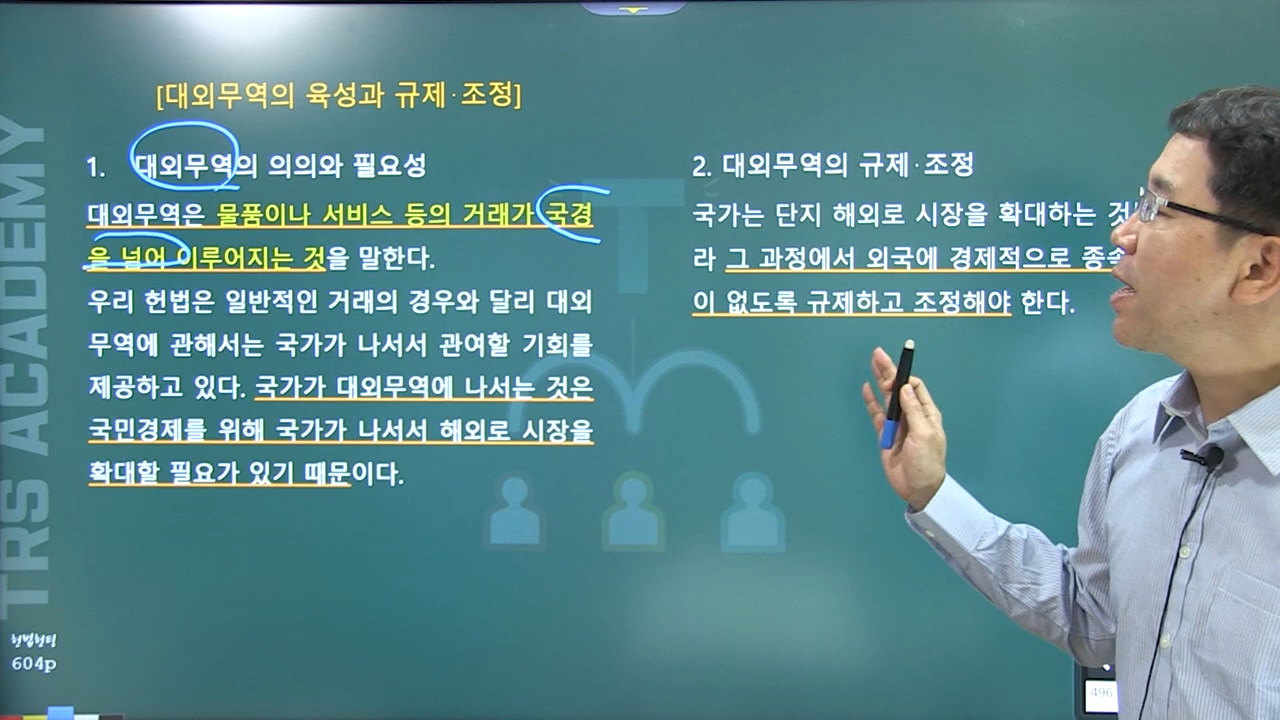 [대외무역의 육성과 규제·조정]
1. 대외무역의 의의와 필요성
대외무역은 물품이나 서비스 등의 거래가 국경
을 넘어 이루어지는 것을 말한다.
우리 헌법은 일반적인 거래의 경우와 달리 대외
무역에 관해서는 국가가 나서서 관여할 기회를
제공하고 있다. 국가가 대외무역에 나서는 것은
국민경제를 위해 국가가 나서서 해외로 시장을
확대할 필요가 있기 때문이다.
2. 대외무역의 규제·조정
국가는 단지 해외로 시장을 확대하는
라 그 과정에서 외국에 경제적으로
이 없도록 규제하고 조정해야 한다.
TRS ACADEMY
헌법헌정
604p
496